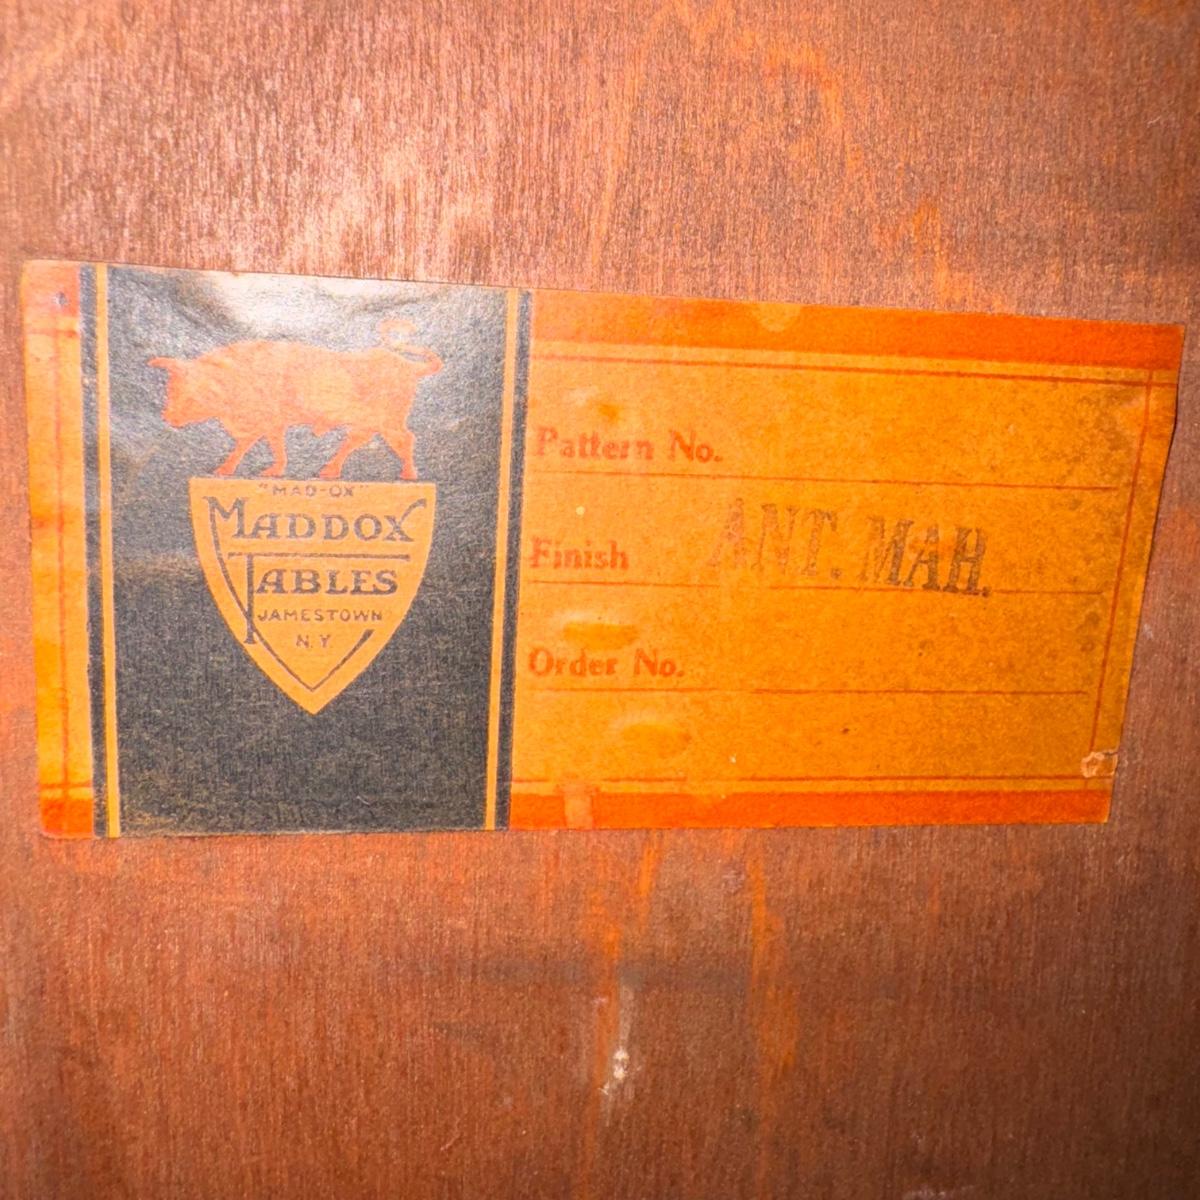 "MAD-OX"
MADDOX
TABLES
JAMESTOWN
N.Y.
Pattern No.
Finish ANT. MAH.
Order No.